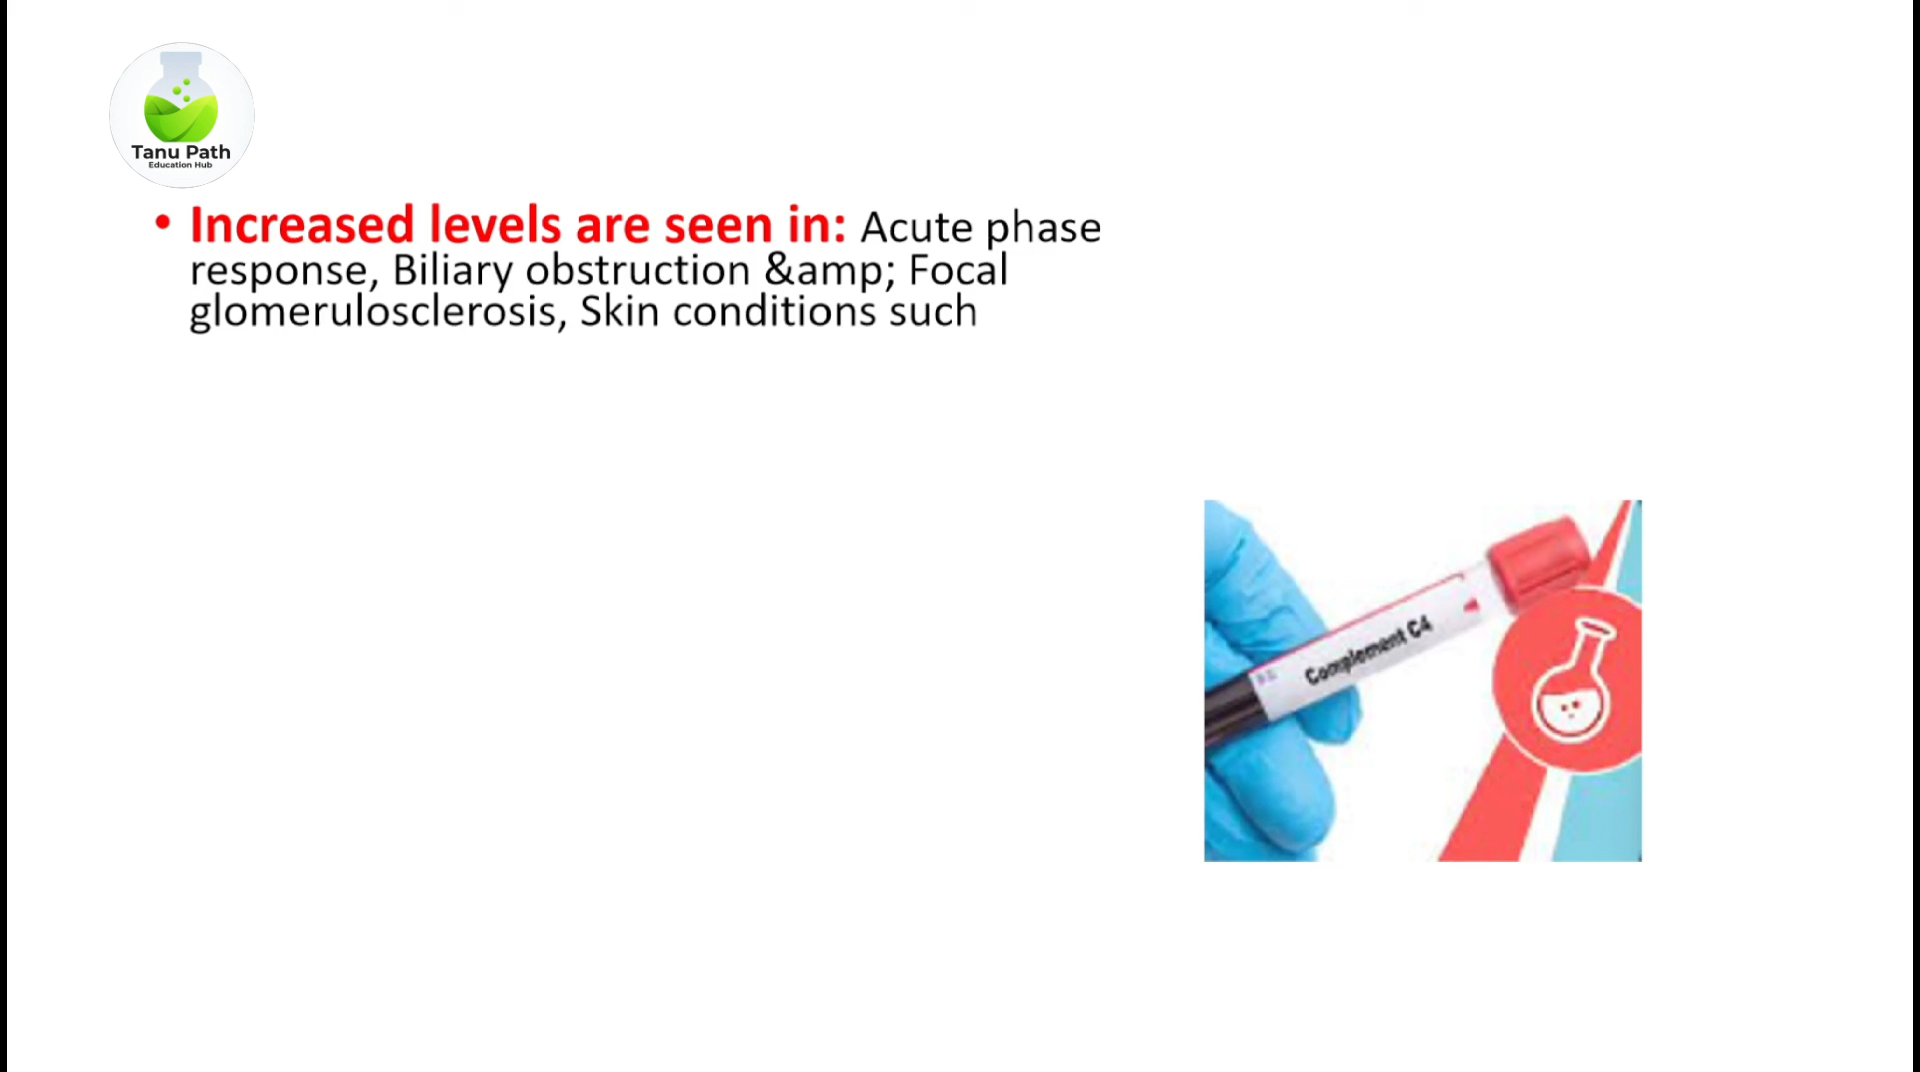 Tanu Path
Education Hub
• Increased levels are seen in: Acute phase
response, Biliary obstruction &amp; Focal
glomerulosclerosis, Skin conditions such
Complement C4